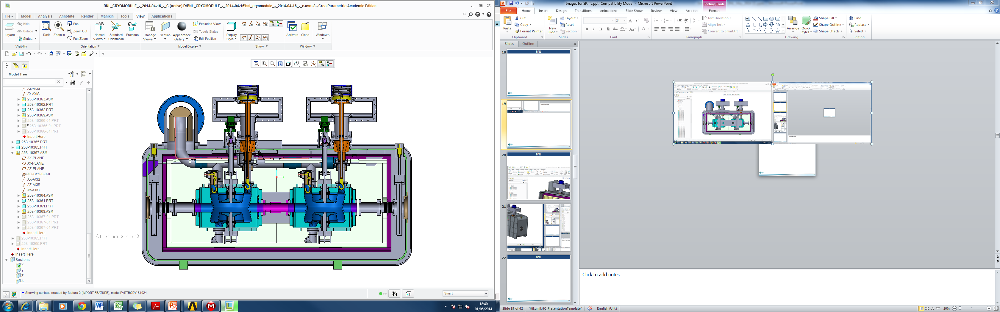 BNL_CRYOMODULE_-_2014-04-16_-_C (Active) F:\BNL_CRYOMODULE_-_2014-04-16\bnl_cryomodule_-_2014-04-16_-_c.asm.8 - Creo Parametric Academic Edition
File Model Analysis Annotate Render Manikin Tools View Applications
Layers
Hide
Unhide
Status
Visibility
Refit
Zoom In
Pan
Zoom Out
Pan Zoom
Named Views
Standard Orientation
Previous
Orientation
Manage Views
Section
Appearance Gallery
Exploded View
Toggle Status
Edit Position
Model Display
Display Style
Show
Activate
Close
Windows
Window
Model Tree
AZ-AXIS
AY-AXIS
253-10363.ASM
253-10362.PRT
253-10362.PRT
253-10369.ASM
253-10366-01.PRT
253-10366-01.PRT
253-10366-01.PRT
Insert Here
253-10365.PRT
253-10365.PRT
253-10367.ASM
AX-PLANE
AY-PLANE
AZ-PLANE
AC-SYS-0-0-0
AX-AXIS
AZ-AXIS
AY-AXIS
253-10364.ASM
253-10361.PRT
253-10361.PRT
253-10368.ASM
253-10367-01.PRT
253-10367-01.PRT
253-10367-01.PRT
Insert Here
253-10365.PRT
253-10365.PRT
Insert Here
Insert Here
Sections
X
Y
Z
A
Clipping State:X
Showing surface created by feature 2 (IMPORT FEATURE), model PARTBODY-51024.
Smart
18:40
01/05/2014
Images for SP, TJ.ppt [Compatibility Mode] - Microsoft PowerPoint
Picture Tools
File Home Insert Design Transitions Animations Slide Show Review View Acrobat Format
Paste
Cut
Copy
Format Painter
Clipboard
New Slide
Layout
Reset
Section
Slides
24
Font
Text Direction
Align Text
Convert to SmartArt
Paragraph
Arrange
Quick Styles
Shape Fill
Shape Outline
Shape Effects
Drawing
Find
Replace
Select
Editing
Slides Outline
18
BNL
19
20
BNL
21
22
BNL
Click to add notes
Slide 19 of 42 "HiLumiLHC_PresentationTemplate" English (U.K.) 20%